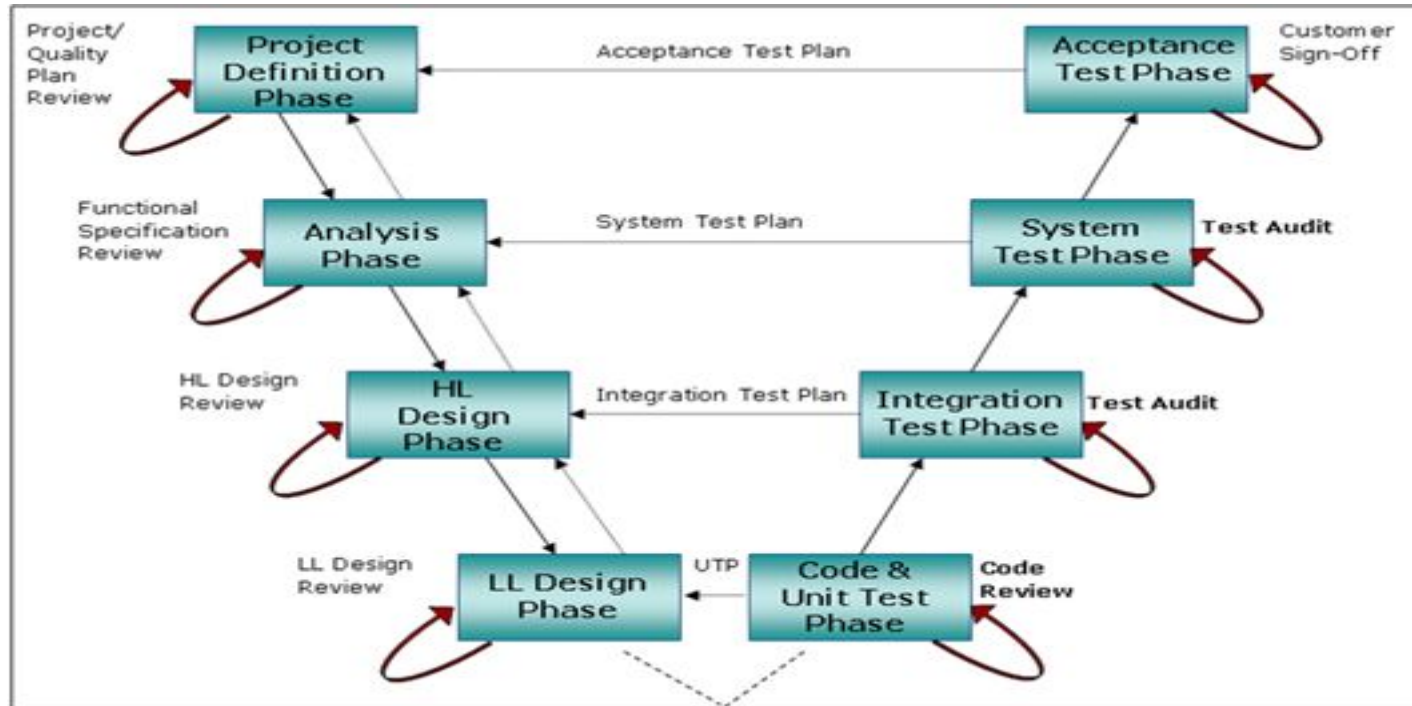 Project/
Quality
Plan
Review
Project
Definition
Phase
Acceptance Test Plan
Acceptance
Test Phase
Customer
Sign-Off
Functional
Specification
Review
Analysis
Phase
System Test Plan
System
Test Phase
Test Audit
HL Design
Review
HL
Design
Phase
Integration Test Plan
Integration
Test Phase
Test Audit
LL Design
Review
LL Design
Phase
UTP
Code &
Unit Test
Phase
Code
Review